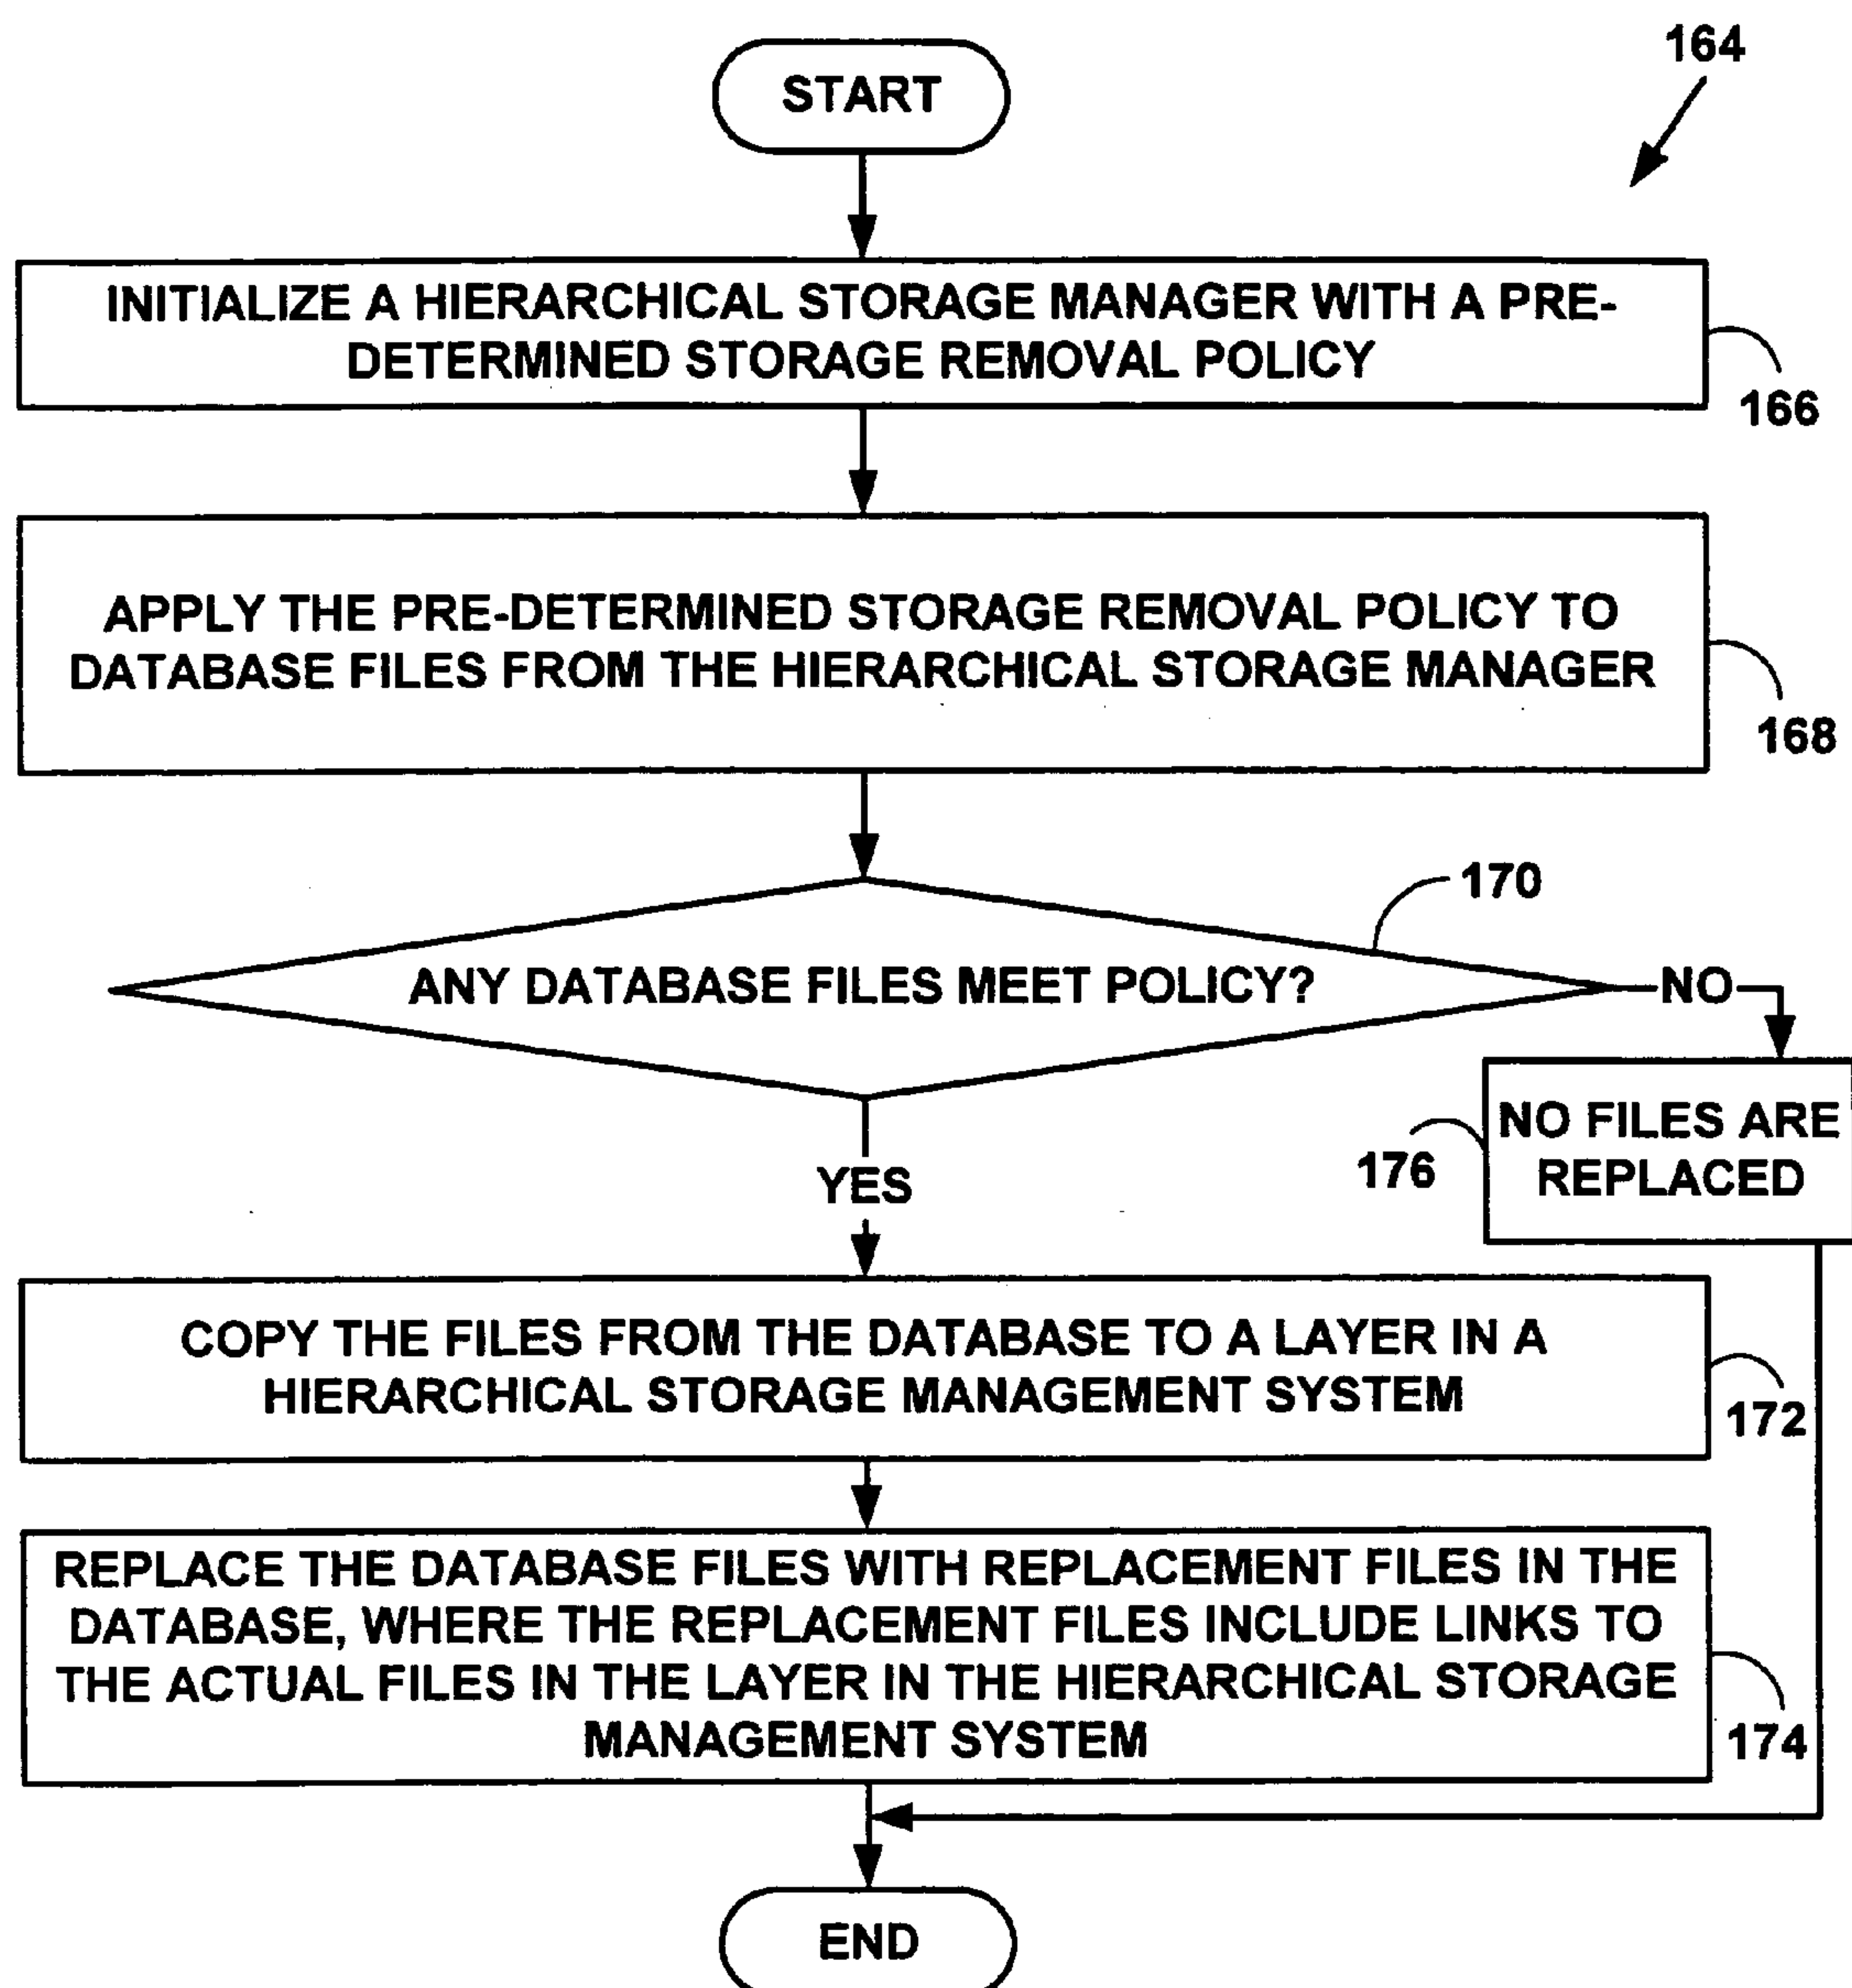 164
START
INITIALIZE A HIERARCHICAL STORAGE MANAGER WITH A PRE-
DETERMINED STORAGE REMOVAL POLICY
166
APPLY THE PRE-DETERMINED STORAGE REMOVAL POLICY TO
DATABASE FILES FROM THE HIERARCHICAL STORAGE MANAGER
168
170
ANY DATABASE FILES MEET POLICY?
NO
NO FILES ARE
REPLACED
176
YES
COPY THE FILES FROM THE DATABASE TO A LAYER IN A
HIERARCHICAL STORAGE MANAGEMENT SYSTEM
172
REPLACE THE DATABASE FILES WITH REPLACEMENT FILES IN THE
DATABASE, WHERE THE REPLACEMENT FILES INCLUDE LINKS TO
THE ACTUAL FILES IN THE LAYER IN THE HIERARCHICAL STORAGE
MANAGEMENT SYSTEM
174
END